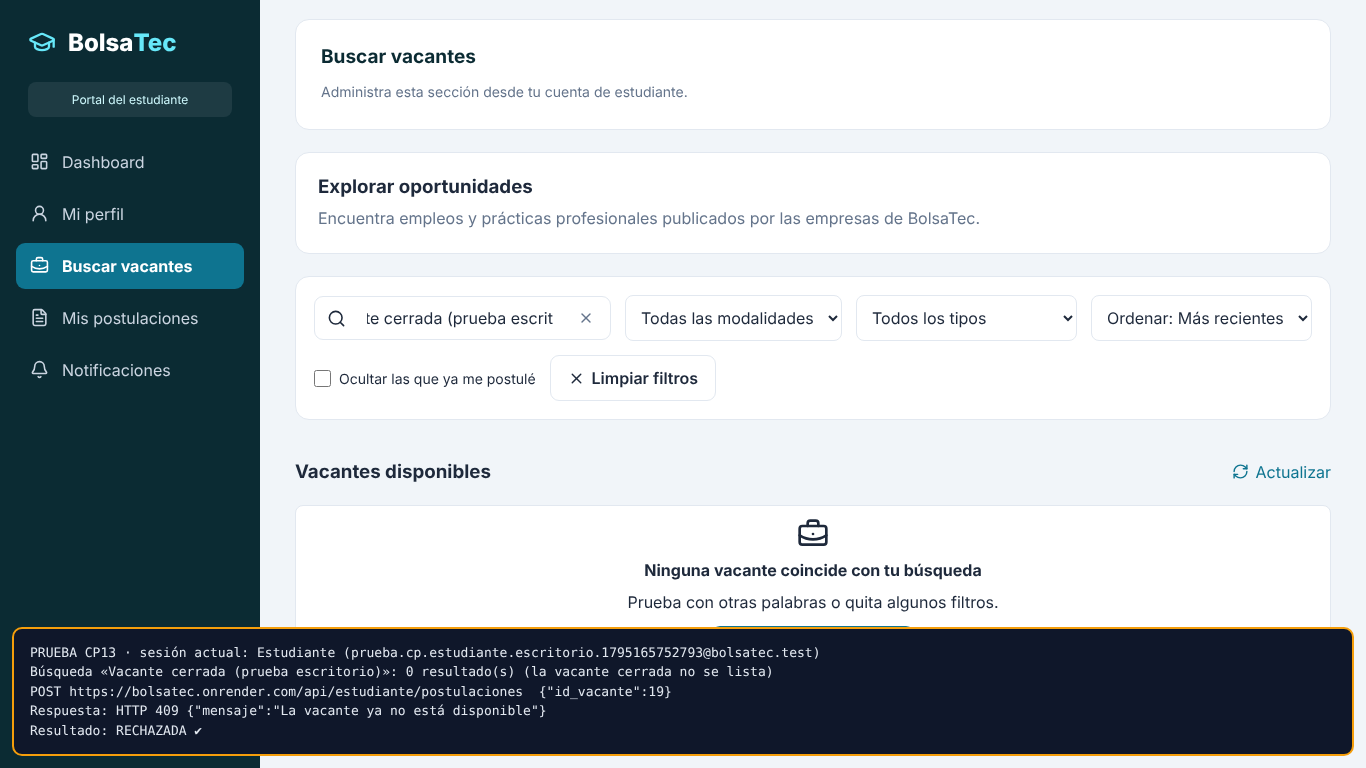 BolsaTec
Portal del estudiante
Dashboard
Mi perfil
Buscar vacantes
Mis postulaciones
Notificaciones
Buscar vacantes
Administra esta sección desde tu cuenta de estudiante.
Explorar oportunidades
Encuentra empleos y prácticas profesionales publicados por las empresas de BolsaTec.
te cerrada (prueba escrit
Todas las modalidades
Todos los tipos
Ordenar: Más recientes
Ocultar las que ya me postulé
Limpiar filtros
Vacantes disponibles
Actualizar
Ninguna vacante coincide con tu búsqueda
Prueba con otras palabras o quita algunos filtros.
PRUEBA CP13 · sesión actual: Estudiante (prueba.cp.estudiante.escritorio.1795165752793@bolsatec.test)
Búsqueda «Vacante cerrada (prueba escritorio)»: 0 resultado(s) (la vacante cerrada no se lista)
POST https://bolsatec.onrender.com/api/estudiante/postulaciones {"id_vacante":19}
Respuesta: HTTP 409 {"mensaje":"La vacante ya no está disponible"}
Resultado: RECHAZADA ✔